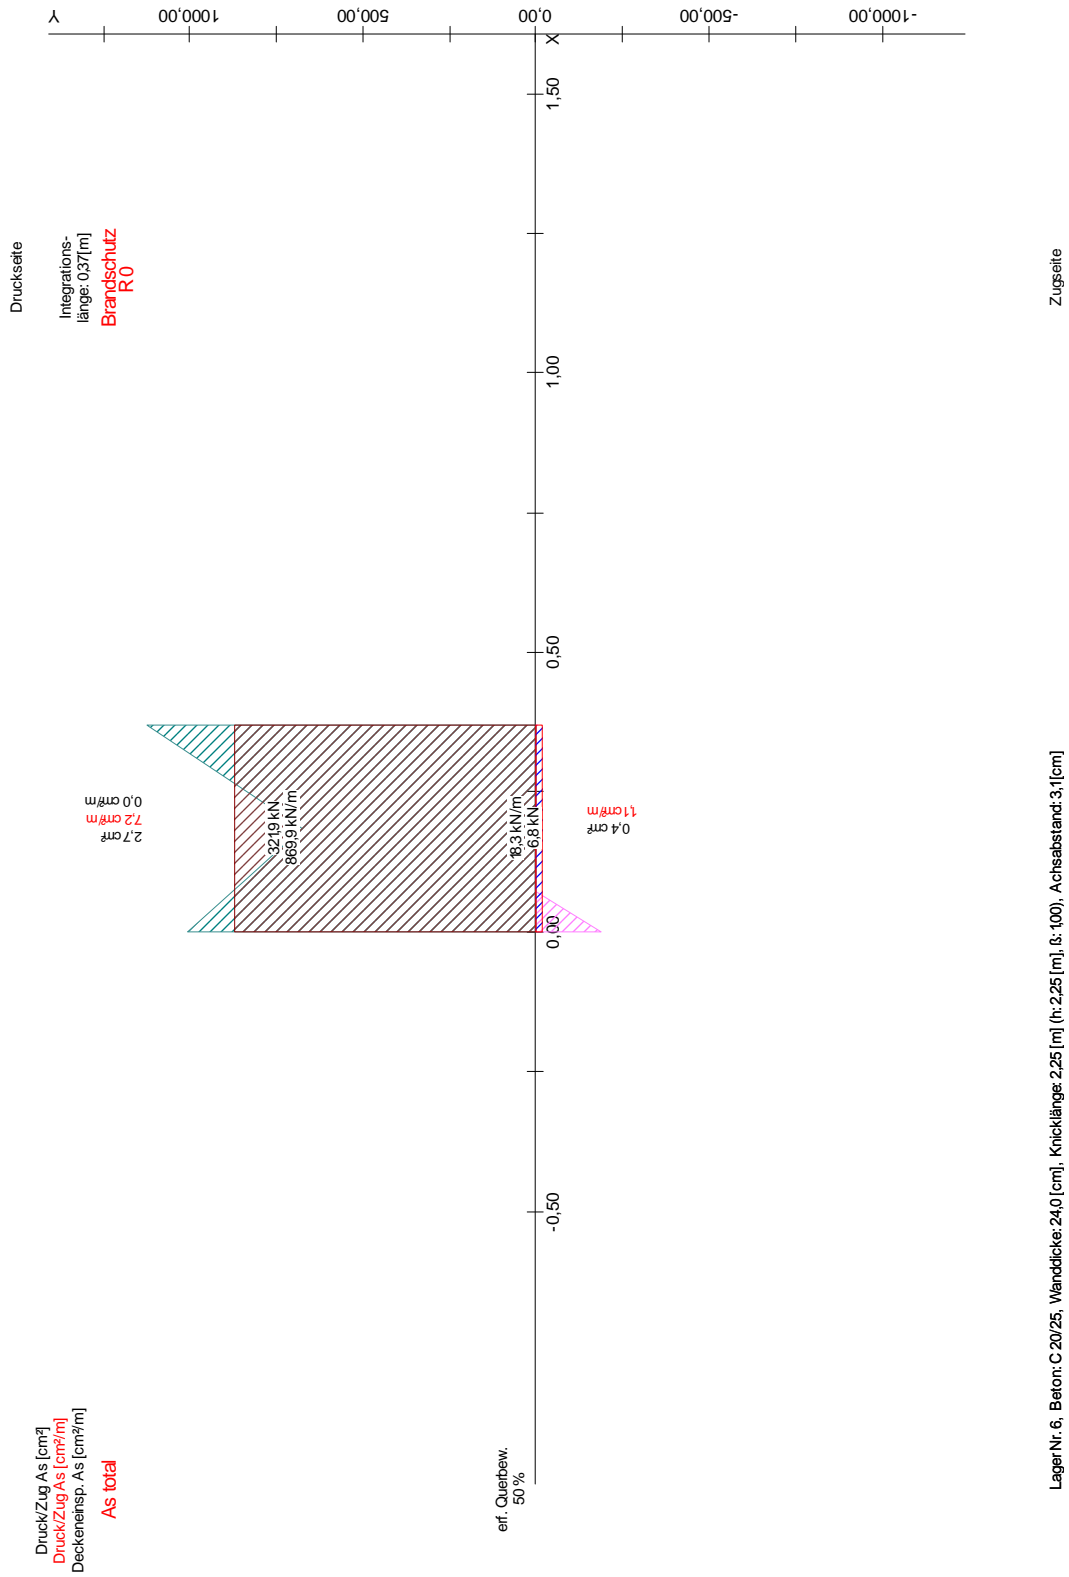 Y
1000,00
500,00
0,00
-500,00
-1000,00
X
1,50
1,00
0,50
0,00
-0,50
Druckseite
Integrations-
länge: 0,37[m]
Brandschutz
R 0
Zugseite
0,0 cm²/m
7,2 cm²/m
2,7 cm²
321,9 kN
869,9 kN/m
18,3 kN/m
6,8 kN
1,1 cm²/m
0,4 cm²
Druck/Zug As [cm²]
Druck/Zug As [cm²/m]
Deckeneinsp. As [cm²/m]
As total
erf. Querbew.
50 %
Lager Nr. 6, Beton: C 20/25, Wanddicke: 24,0 [cm], Knicklänge: 2,25 [m] (h: 2,25 [m], ß: 1,00), Achsabstand: 3,1 [cm]